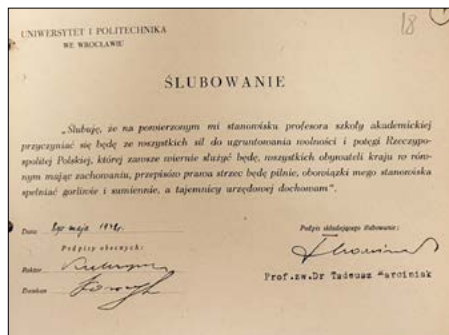 18
UNIWERSYTET I POLITECHNIKA
WE WROCŁAWIU
ŚLUBOWANIE
„Ślubuję, że na powierzonym mi stanowisku profesora szkoły akademickiej
przyczyniać się będę ze wszystkich sił do ugruntowania wolności i potęgi Rzeczypo-
spolitej Polskiej, której zawsze wiernie służyć będę, wszystkich obywateli kraju w rów-
nym mając zachowaniu, przepisów prawa strzec będę pilnie, obowiązki mego stanowiska
spełniać gorliwie i sumiennie, a tajemnicy urzędowej dochowam“.
Data maja 1948r.
Podpis składającego ślubowanie:
Podpisy obecnych:
Rektor
Prof.zw.Dr Tadeusz Marciniak
Dziekan